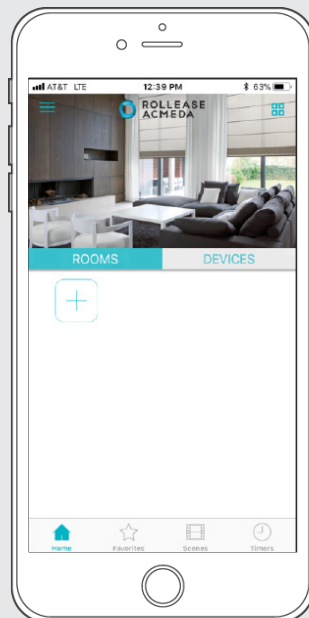 AT&T LTE 12:39 PM 63%
ROLLEASE
ACMEDA
ROOMS DEVICES
Home Favorites Scenes Timers